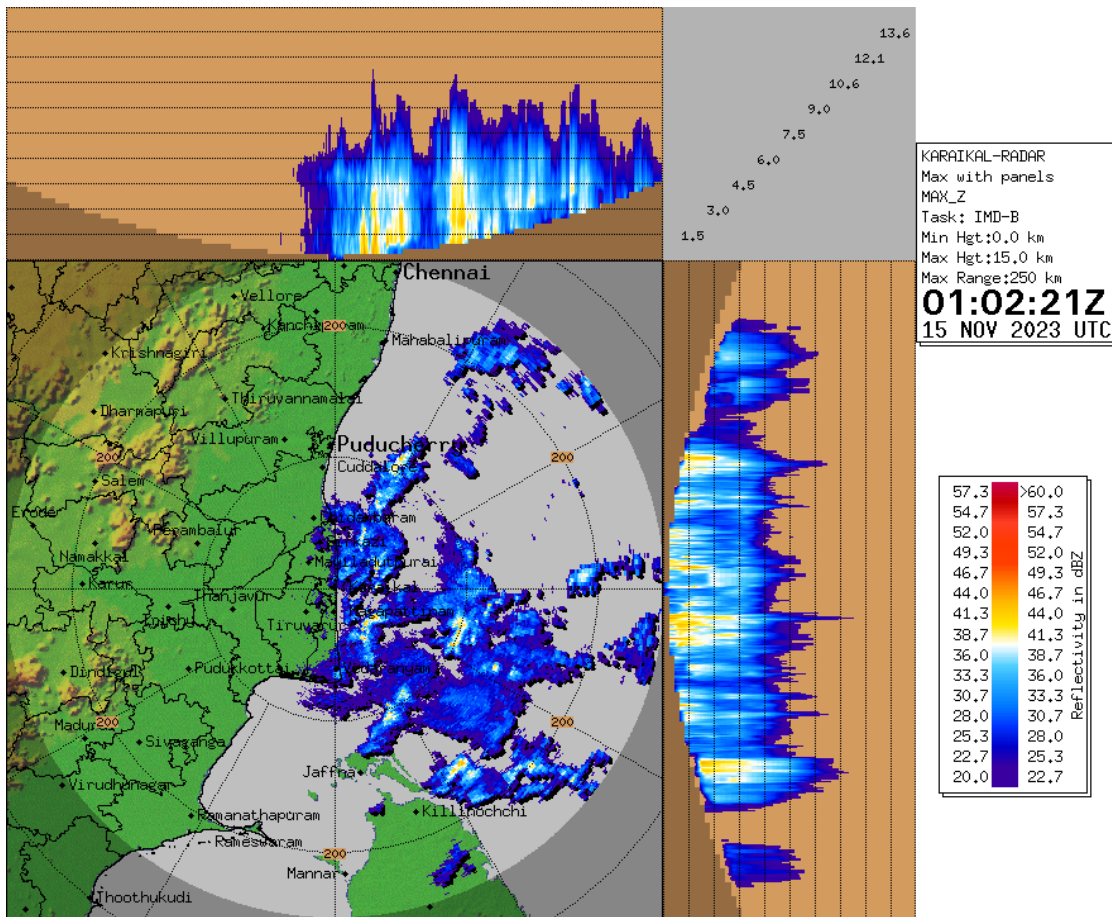 13.6
12.1
10.6
9.0
7.5
6.0
4.5
3.0
1.5
KARAIKAL-RADAR
Max with panels
MAX_Z
Task: IMD-B
Min Hgt:0.0 km
Max Hgt:15.0 km
Max Range:250 km
01:02:21Z
15 NOV 2023 UTC
Chennai
Vellore
200
Mahabalipuram
Krishnagiri
Thiruvannamalai
Dharmapuri
Villupuram
Puducherry
200
200
Cuddalore
Salem
Erode
Perambalur
Namakkal
Mayiladuthurai
Karur
Thanjavur
Nagapattinam
Tiruvarur
Dindigul
Pudukkottai
Vedaranyam
200
200
Sivaganga
Jaffna
Virudhunagar
Ramanathapuram
Killinochchi
Rameswaram
200
Mannar
Thoothukudi
57.3 >60.0
54.7 57.3
52.0 54.7
49.3 52.0
46.7 49.3
44.0 46.7
41.3 44.0
38.7 41.3
36.0 38.7
33.3 36.0
30.7 33.3
28.0 30.7
25.3 28.0
22.7 25.3
20.0 22.7
Reflectivity in dBZ